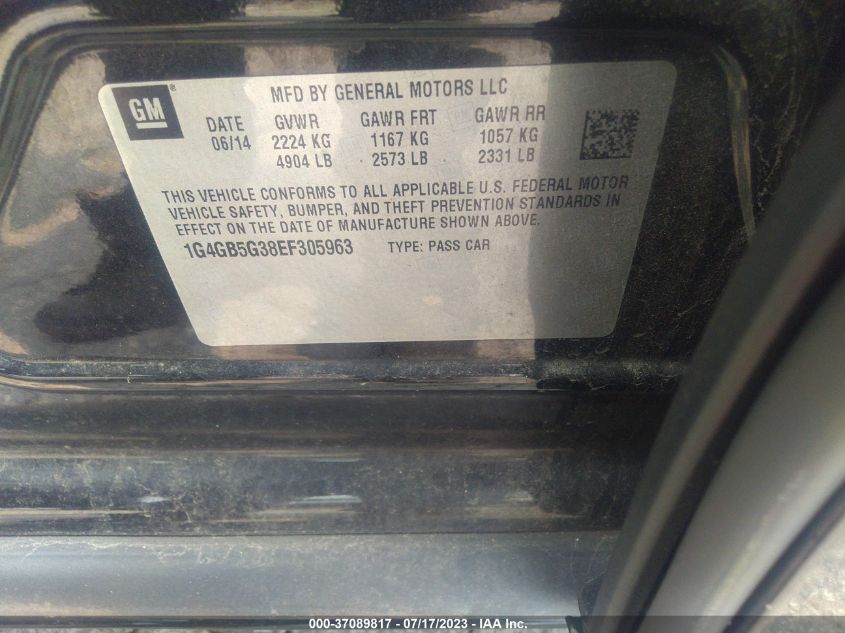 GM
MFD BY GENERAL MOTORS LLC
DATE GVWR GAWR FRT GAWR RR
06/14 2224 KG 1167 KG 1057 KG
4904 LB 2573 LB 2331 LB
THIS VEHICLE CONFORMS TO ALL APPLICABLE U.S. FEDERAL MOTOR
VEHICLE SAFETY, BUMPER, AND THEFT PREVENTION STANDARDS IN
EFFECT ON THE DATE OF MANUFACTURE SHOWN ABOVE.
1G4GB5G38EF305963 TYPE: PASS CAR
000-37089817 - 07/17/2023 - IAA Inc.